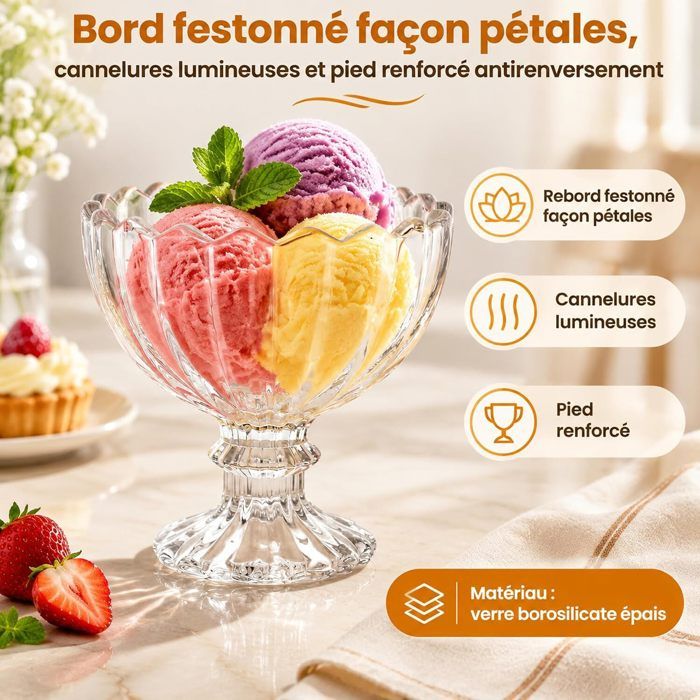 Bord festonné façon pétales,
cannelures lumineuses et pied renforcé antirenversement
Rebord festonné
façon pétales
Cannelures
lumineuses
Pied
renforcé
Matériau :
verre borosilicate épais